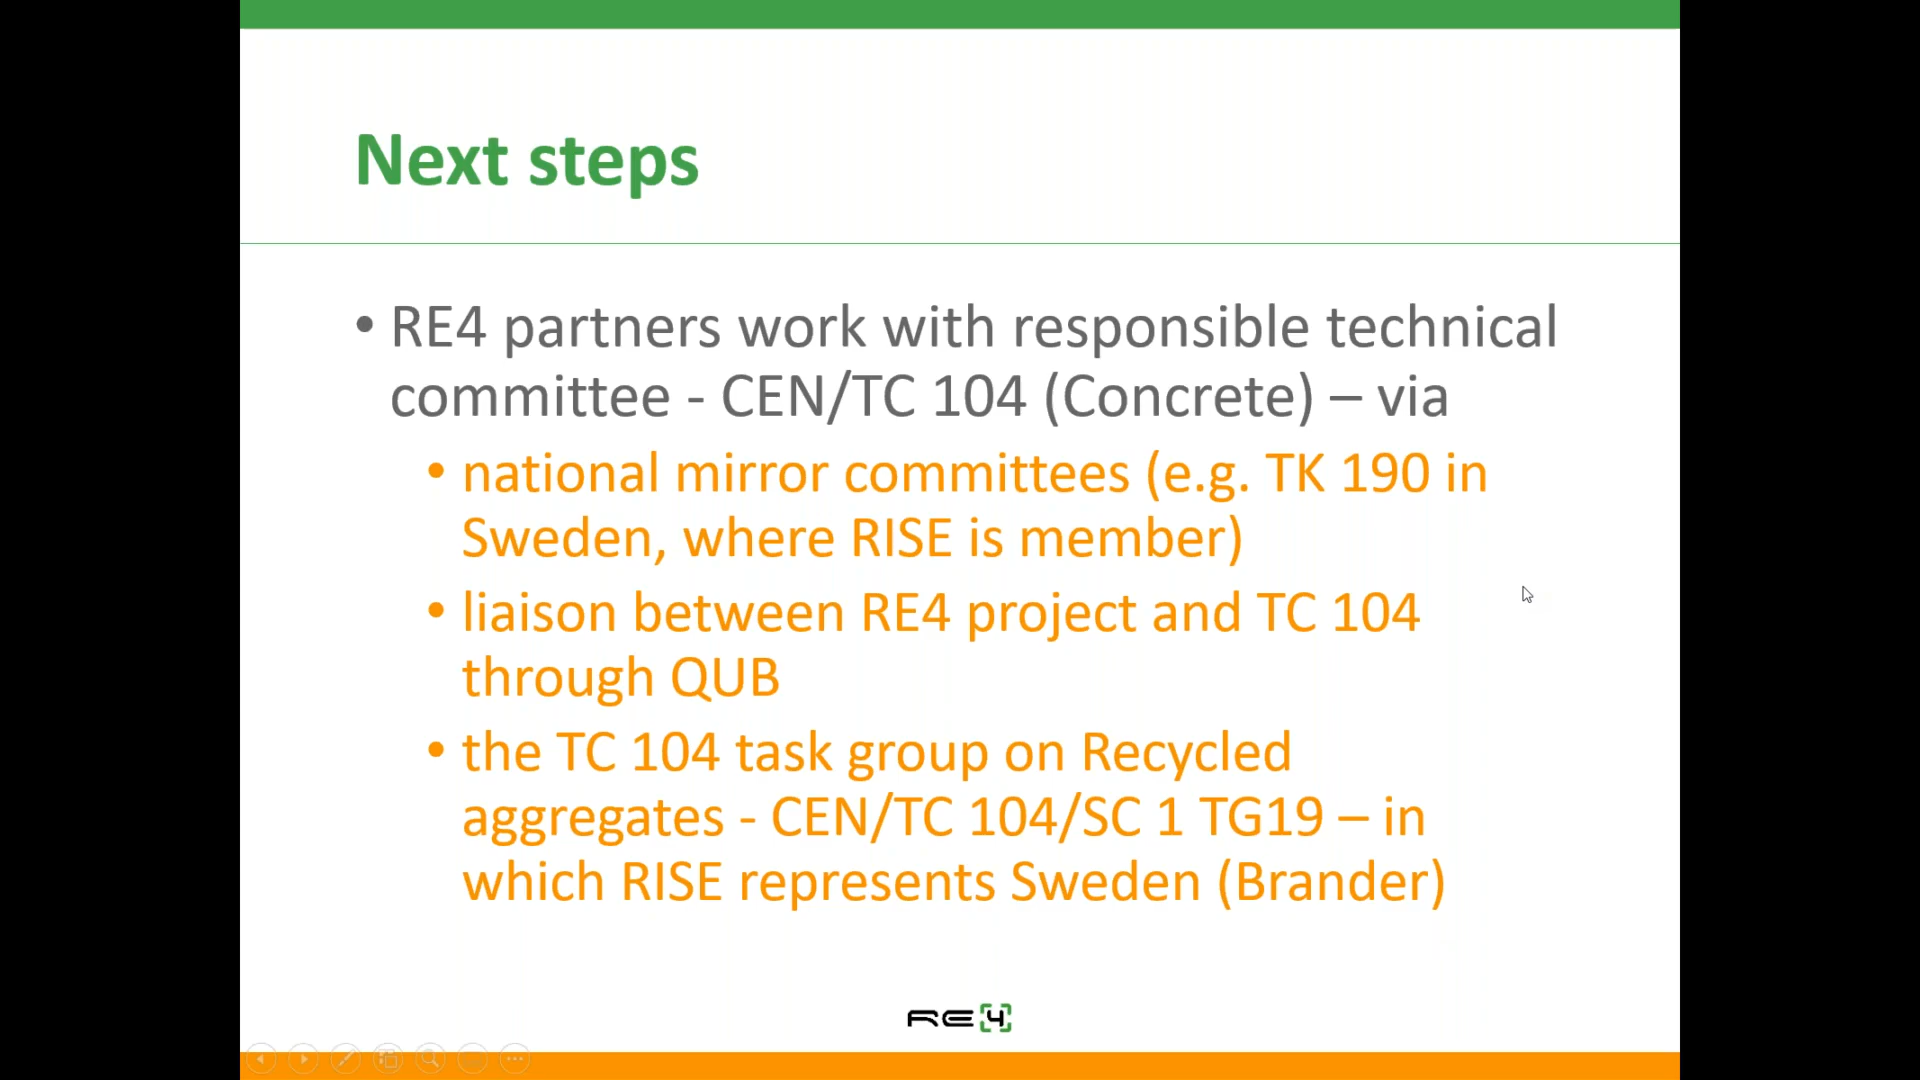 Next steps
• RE4 partners work with responsible technical
committee - CEN/TC 104 (Concrete) – via
• national mirror committees (e.g. TK 190 in
Sweden, where RISE is member)
• liaison between RE4 project and TC 104
through QUB
• the TC 104 task group on Recycled
aggregates - CEN/TC 104/SC 1 TG19 – in
which RISE represents Sweden (Brander)
RE4